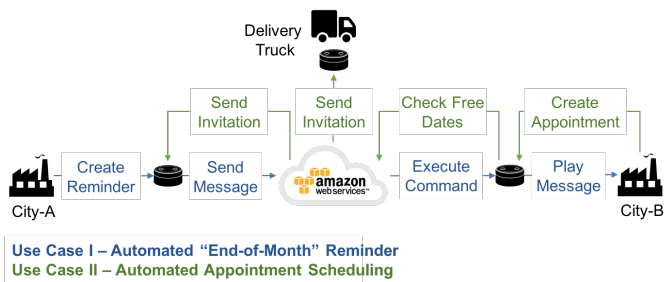 Delivery
Truck
Send
Invitation
Send
Invitation
Check Free
Dates
Create
Appointment
Create
Reminder
Send
Message
amazon
web services™
Execute
Command
Play
Message
City-A
City-B
Use Case I – Automated “End-of-Month” Reminder
Use Case II – Automated Appointment Scheduling